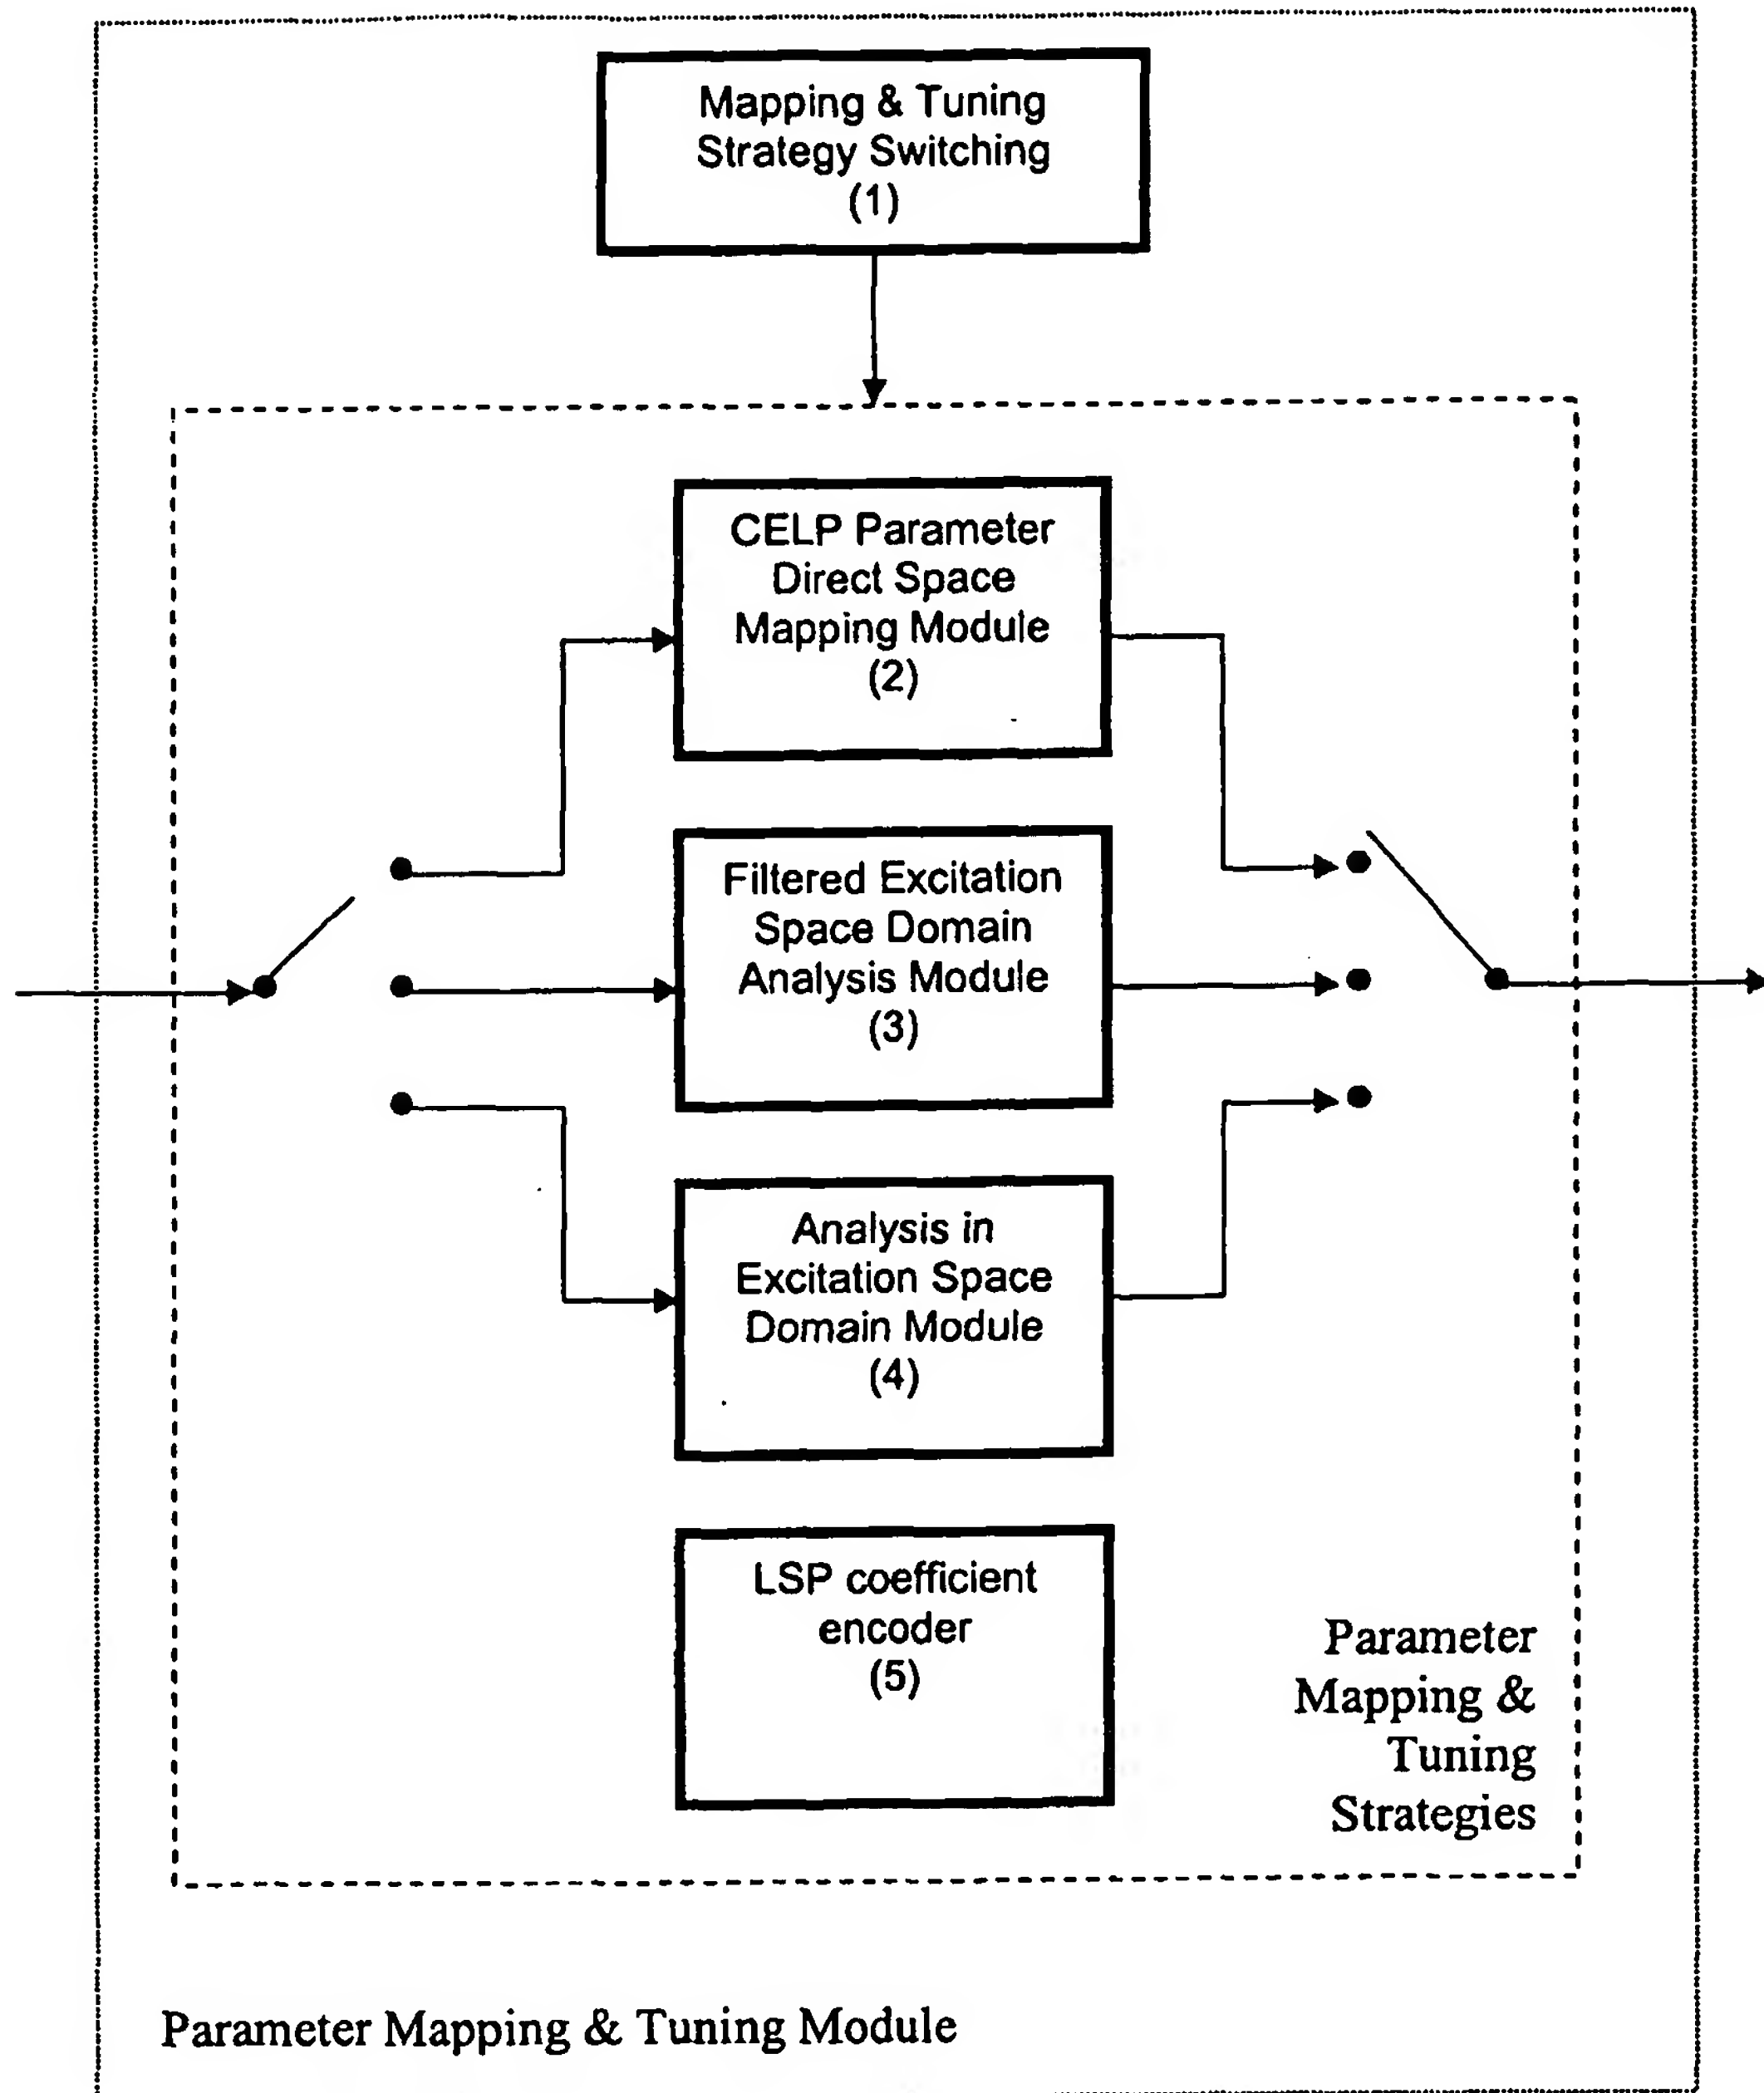 Mapping & Tuning
Strategy Switching
(1)
CELP Parameter
Direct Space
Mapping Module
(2)
Filtered Excitation
Space Domain
Analysis Module
(3)
Analysis in
Excitation Space
Domain Module
(4)
LSP coefficient
encoder
(5)
Parameter
Mapping &
Tuning
Strategies
Parameter Mapping & Tuning Module